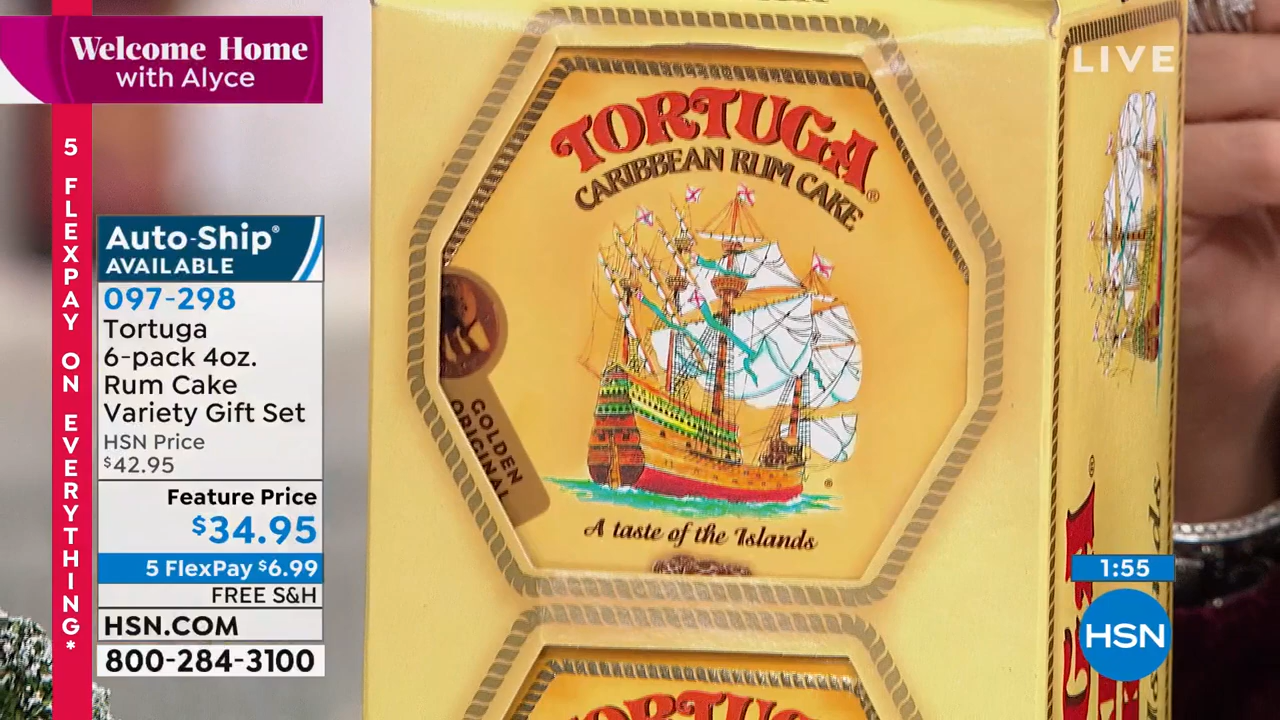 Welcome Home
with Alyce
LIVE
5 FLEXPAY ON EVERYTHING*
Auto-Ship®
AVAILABLE
097-298
Tortuga
6-pack 4oz.
Rum Cake
Variety Gift Set
HSN Price
$42.95
Feature Price
$34.95
5 FlexPay $6.99
FREE S&H
HSN.COM
800-284-3100
TORTUGA
CARIBBEAN RUM CAKE®
GOLDEN
ORIGINAL
®
A taste of the Islands
TORTUGA
1:55
HSN